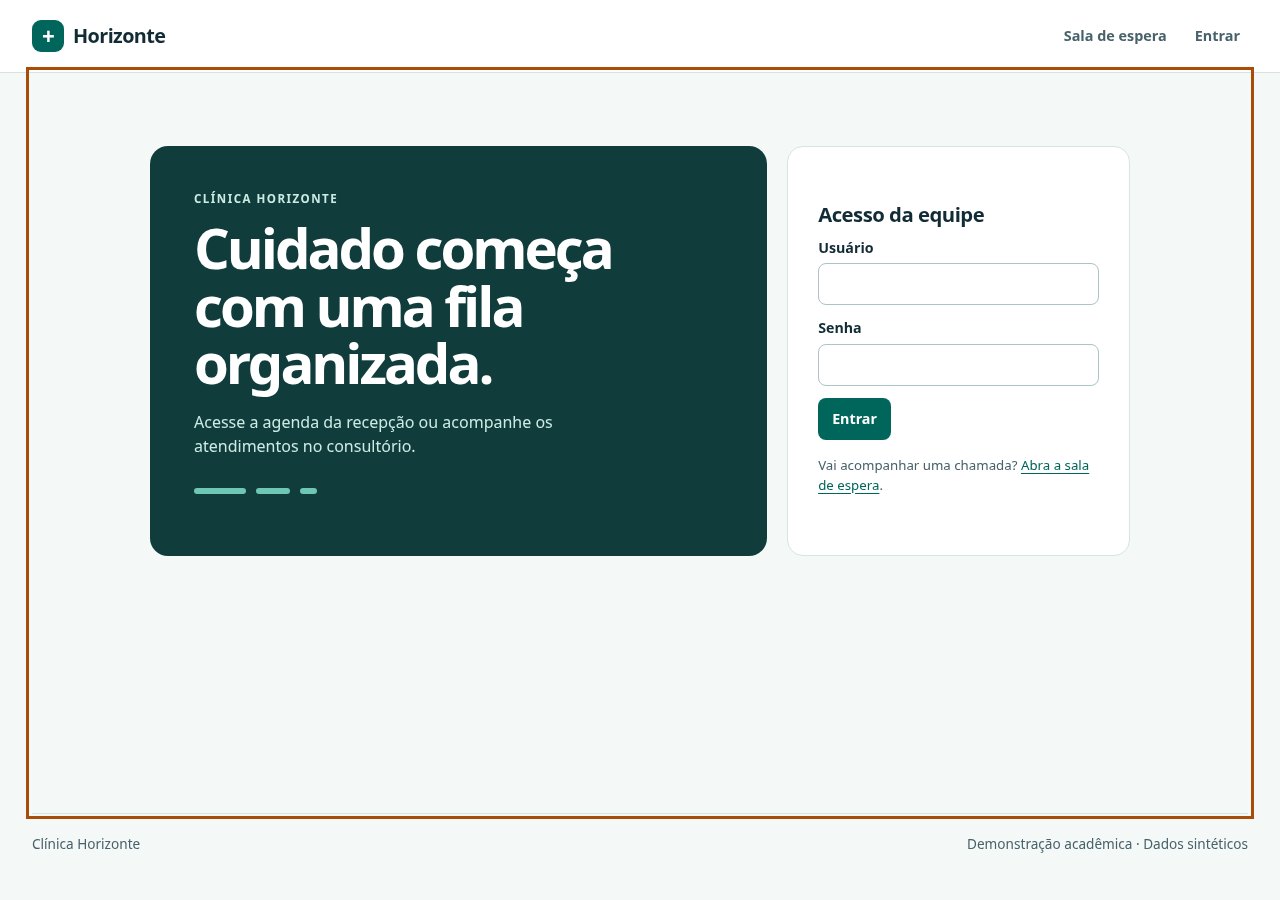 + Horizonte
Sala de espera
Entrar
CLÍNICA HORIZONTE
Cuidado começa
com uma fila
organizada.
Acesse a agenda da recepção ou acompanhe os
atendimentos no consultório.
Acesso da equipe
Usuário
Senha
Entrar
Vai acompanhar uma chamada? Abra a sala
de espera.
Clínica Horizonte
Demonstração acadêmica · Dados sintéticos